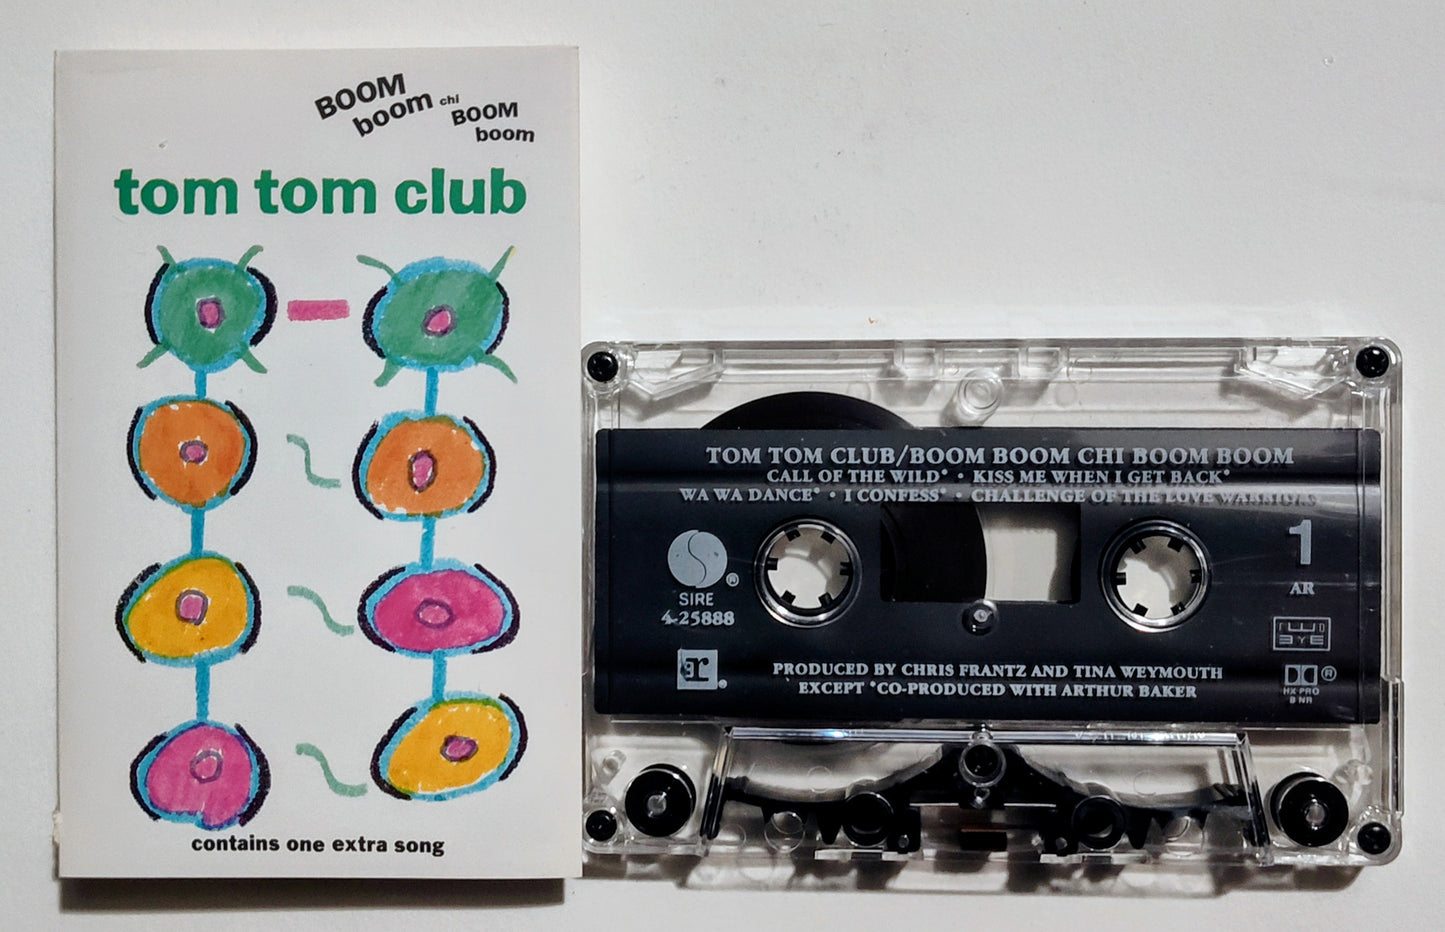 BOOM
boom chi
BOOM
boom
tom tom club
contains one extra song
TOM TOM CLUB/BOOM BOOM CHI BOOM BOOM
CALL OF THE WILD* • KISS ME WHEN I GET BACK*
WA WA DANCE* • I CONFESS* • CHALLENGE OF THE LOVE WARRIORS
1
AR
S
®
SIRE
4-25888
r
®
PRODUCED BY CHRIS FRANTZ AND TINA WEYMOUTH
EXCEPT *CO-PRODUCED WITH ARTHUR BAKER
®
HX PRO
B NR